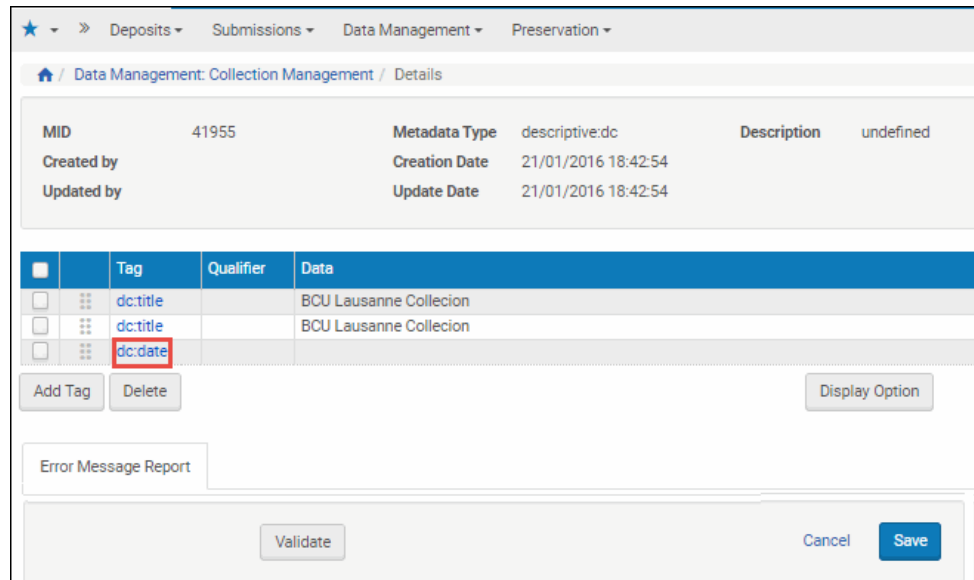 Deposits Submissions Data Management Preservation
/ Data Management: Collection Management / Details
MID 41955 Metadata Type descriptive:dc Description undefined
Created by Creation Date 21/01/2016 18:42:54
Updated by Update Date 21/01/2016 18:42:54
Tag Qualifier Data
dc:title BCU Lausanne Collecion
dc:title BCU Lausanne Collecion
dc:date
Add Tag Delete Display Option
Error Message Report
Validate Cancel Save